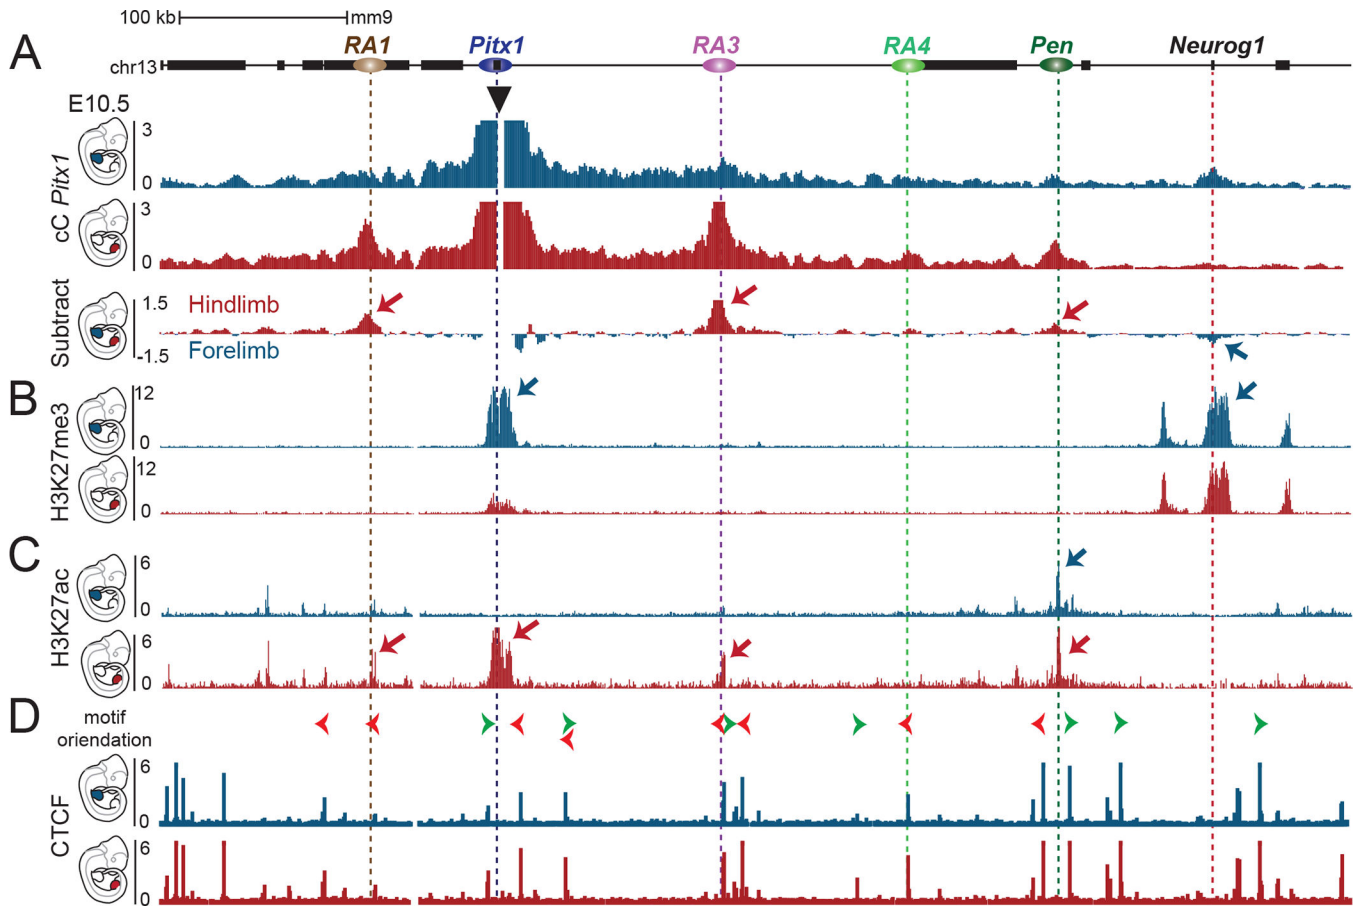 100 kb mm9
A RA1 Pitx1 RA3 RA4 Pen Neurog1
chr13
E10.5
cC Pitx1
3
0
3
0
Subtract
1.5 Hindlimb
-1.5 Forelimb
B
H3K27me3
12
0
12
0
C
H3K27ac
6
0
6
0
D
motif
oriendation
CTCF
6
0
6
0